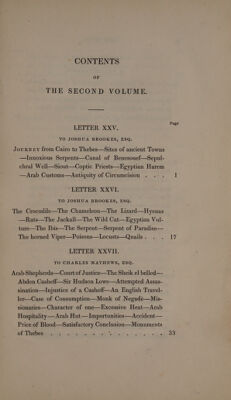 CONTENTS
OF
THE SECOND VOLUME.
Page
LETTER XXV.
TO JOSHUA BROOKES, ESQ.
JOURNEY from Cairo to Thebes—Sites of ancient Towns
—Innoxious Serpents—Canal of Benesouef—Sepul-
chral Well—Siout—Coptic Priests—Egyptian Harem
—Arab Customs—Antiquity of Circumcision . . . 1
LETTER XXVI.
TO JOSHUA BROOKES, ESQ.
The Crocodile—The Chameleon—The Lizard—Hyenas
—Rats—The Jackall—The Wild Cat—Egyptian Vul-
ture—The Ibis—The Serpent—Serpent of Paradise—
The horned Viper—Poisons—Locusts—Quails . . . 17
LETTER XXVII.
TO CHARLES MATHEWS, ESQ.
Arab Shepherds—Court of Justice—The Sheik el belled—
Abden Casheff—Sir Hudson Lowe—Attempted Assas-
sination—Injustice of a Casheff—An English Travel-
ler—Case of Consumption—Monk of Negade—Mis-
sionaries—Character of one—Excessive Heat—Arab
Hospitality—Arab Hut—Importunities—Accident—
Price of Blood—Satisfactory Conclusion—Monuments
of Thebes . . . . . . . . . . . . 33